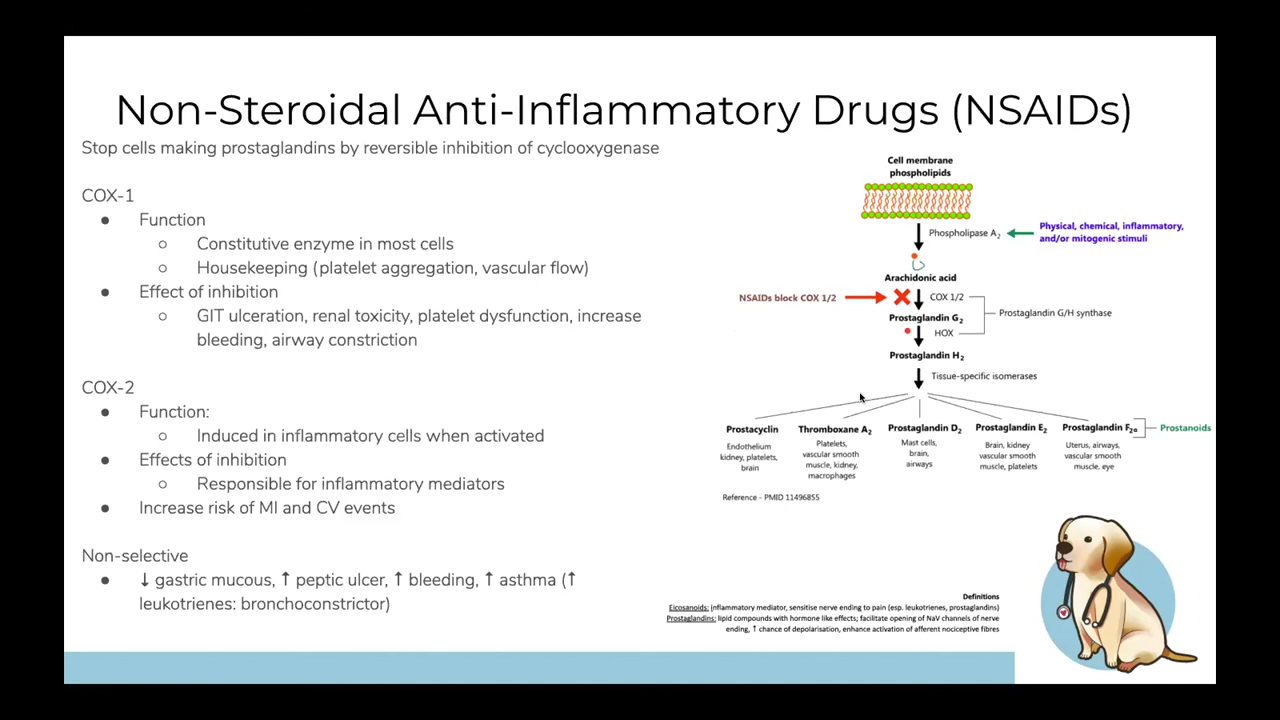 Non-Steroidal Anti-Inflammatory Drugs (NSAIDs)
Stop cells making prostaglandins by reversible inhibition of cyclooxygenase
COX-1
● Function
○ Constitutive enzyme in most cells
○ Housekeeping (platelet aggregation, vascular flow)
● Effect of inhibition
○ GIT ulceration, renal toxicity, platelet dysfunction, increase
bleeding, airway constriction
COX-2
● Function:
○ Induced in inflammatory cells when activated
● Effects of inhibition
○ Responsible for inflammatory mediators
● Increase risk of MI and CV events
Non-selective
● ↓ gastric mucous, ↑ peptic ulcer, ↑ bleeding, ↑ asthma (↑
leukotrienes: bronchoconstrictor)
Cell membrane
phospholipids
Phospholipase A₂
Physical, chemical, inflammatory,
and/or mitogenic stimuli
Arachidonic acid
NSAIDs block COX 1/2
COX 1/2
Prostaglandin G/H synthase
Prostaglandin G₂
HOX
Prostaglandin H₂
Tissue-specific isomerases
Prostacyclin
Endothelium
kidney, platelets,
brain
Thromboxane A₂
Platelets,
vascular smooth
muscle, kidney,
macrophages
Prostaglandin D₂
Mast cells,
brain,
airways
Prostaglandin E₂
Brain, kidney
vascular smooth
muscle, platelets
Prostaglandin F₂α
Uterus, airways,
vascular smooth
muscle, eye
Prostanoids
Reference - PMID 11496855
Definitions
Eicosanoids: inflammatory mediator, sensitise nerve ending to pain (esp. leukotrienes, prostaglandins)
Prostaglandins: lipid compounds with hormone like effects; facilitate opening of NaV channels of nerve
ending, ↑ chance of depolarisation, enhance activation of afferent nociceptive fibres